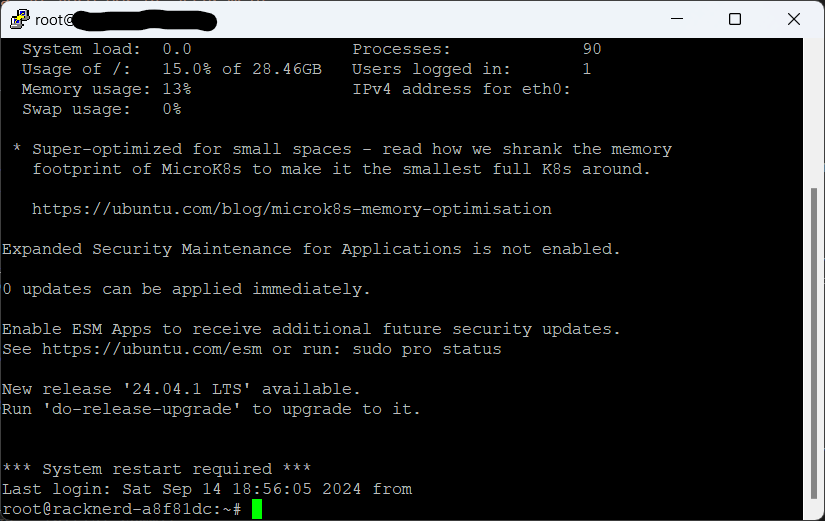 root@
System load:  0.0                Processes:             90
Usage of /:   15.0% of 28.46GB   Users logged in:       1
Memory usage: 13%                IPv4 address for eth0:
Swap usage:   0%
* Super-optimized for small spaces - read how we shrank the memory
footprint of MicroK8s to make it the smallest full K8s around.
https://ubuntu.com/blog/microk8s-memory-optimisation
Expanded Security Maintenance for Applications is not enabled.
0 updates can be applied immediately.
Enable ESM Apps to receive additional future security updates.
See https://ubuntu.com/esm or run: sudo pro status
New release '24.04.1 LTS' available.
Run 'do-release-upgrade' to upgrade to it.
*** System restart required ***
Last login: Sat Sep 14 18:56:05 2024 from
root@racknerd-a8f81dc:~#